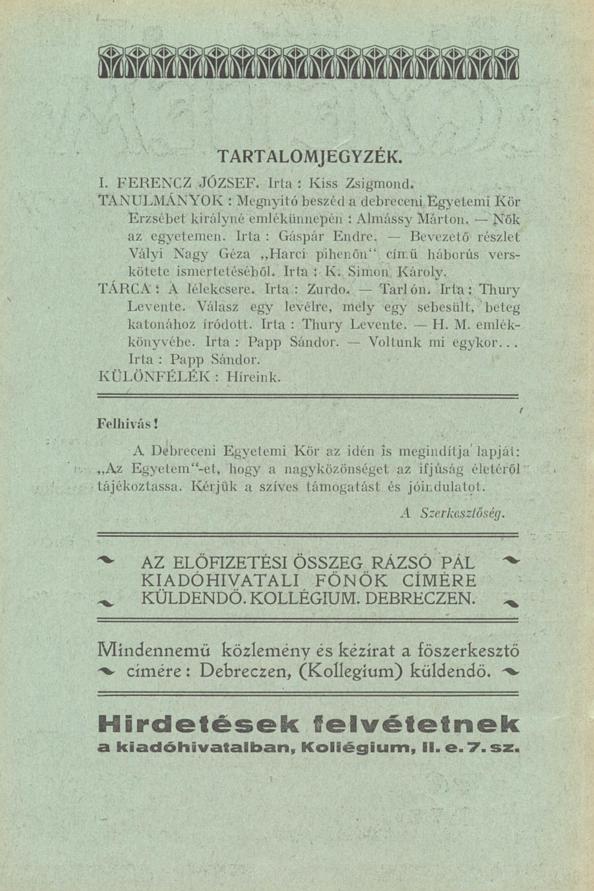 TARTALOMJEGYZÉK.
I. FERENCZ JÓZSEF. Irta : Kiss Zsigmond.
TANULMÁNYOK : Megnyitó beszéd a debreceni Egyetemi Kör
Erzsébet királyné emlékünnepén : Almássy Márton. — Nők
az egyetemen. Irta : Gáspár Endre. — Bevezető részlet
Vályi Nagy Géza „Harci pihenőn“ című háborús vers-
kötete ismertetéséből. Irta : K. Simon Károly.
TÁRCA : A lélekcsere. Irta : Zurdo. — Tarlón. Irta : Thury
Levente. Válasz egy levélre, mely egy sebesült, beteg
katonához íródott. Irta : Thury Levente. — H. M. emlék-
könyvébe. Irta : Papp Sándor. — Voltunk mi egykor...
Irta : Papp Sándor.
KÜLÖNFÉLÉK : Híreink.
Felhivás!
A Debreceni Egyetemi Kör az idén is megindítja lapját:
„Az Egyetem“-et, hogy a nagyközönséget az ifjúság életéről
tájékoztassa. Kérjük a szíves támogatást és jóindulatot.
A Szerkesztőség.
AZ ELŐFIZETÉSI ÖSSZEG RÁZSÓ PÁL
KIADÓHIVATALI FŐNÖK CÍMÉRE
KÜLDENDŐ. KOLLÉGIUM. DEBRECZEN.
Mindennemü közlemény és kézirat a föszerkesztö
címére : Debreczen, (Kollegium) küldendö.
Hirdetések felvétetnek
a kiadóhivatalban, Kollégium, II. e. 7. sz.